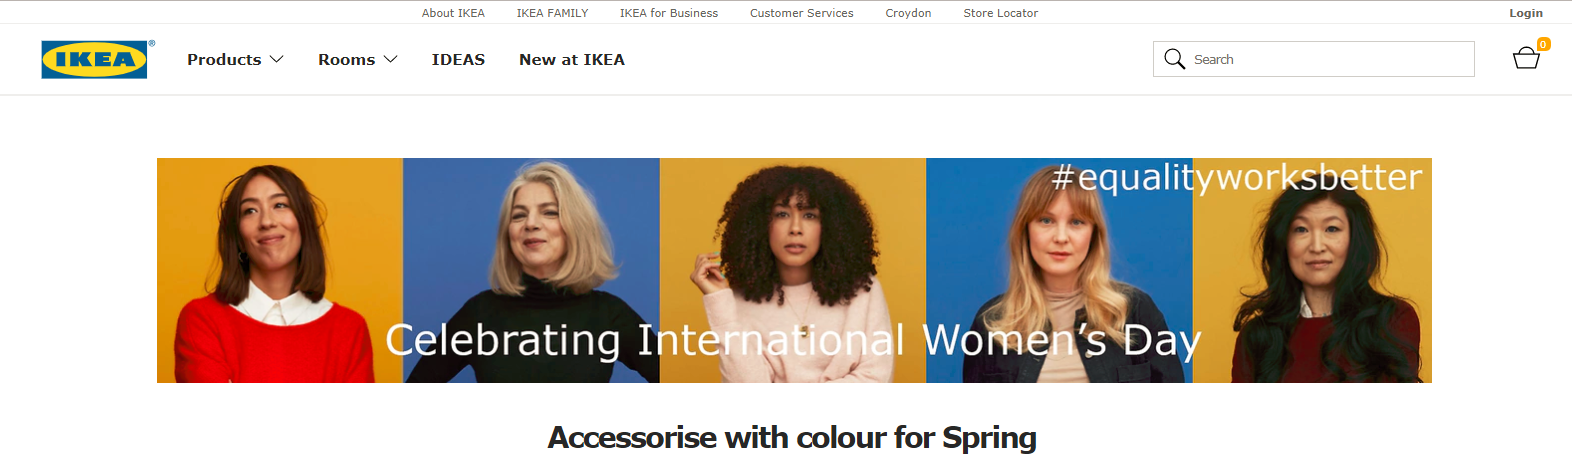 About IKEA IKEA FAMILY IKEA for Business Customer Services Croydon Store Locator Login
IKEA ® Products Rooms IDEAS New at IKEA Search 0
#equalityworksbetter
Celebrating International Women’s Day
Accessorise with colour for Spring